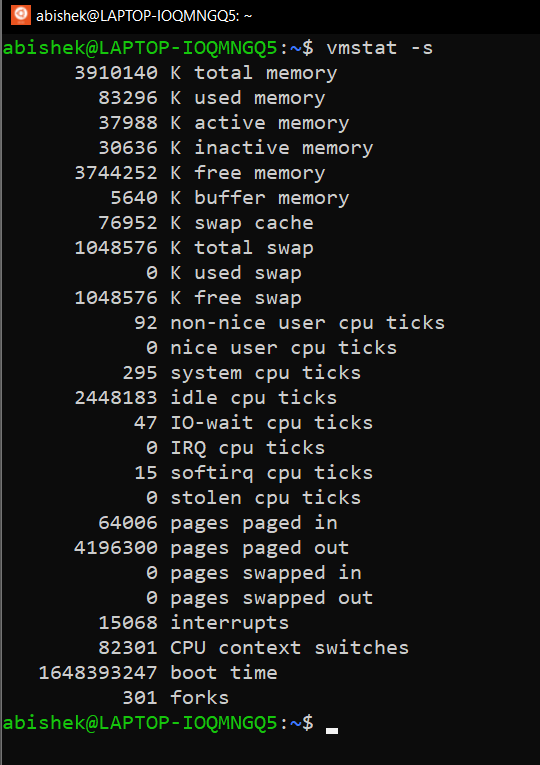 abishek@LAPTOP-IOQMNGQ5: ~
abishek@LAPTOP-IOQMNGQ5:~$ vmstat -s
3910140 K total memory
83296 K used memory
37988 K active memory
30636 K inactive memory
3744252 K free memory
5640 K buffer memory
76952 K swap cache
1048576 K total swap
0 K used swap
1048576 K free swap
92 non-nice user cpu ticks
0 nice user cpu ticks
295 system cpu ticks
2448183 idle cpu ticks
47 IO-wait cpu ticks
0 IRQ cpu ticks
15 softirq cpu ticks
0 stolen cpu ticks
64006 pages paged in
4196300 pages paged out
0 pages swapped in
0 pages swapped out
15068 interrupts
82301 CPU context switches
1648393247 boot time
301 forks
abishek@LAPTOP-IOQMNGQ5:~$